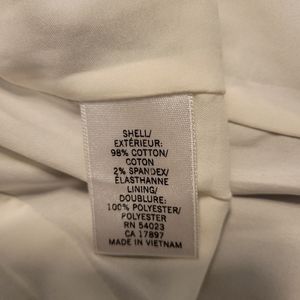 SHELL/
EXTÉRIEUR:
98% COTTON/
COTON
2% SPANDEX/
ÉLASTHANNE
LINING/
DOUBLURE:
100% POLYESTER/
POLYESTER
RN 54023
CA 17897
MADE IN VIETNAM